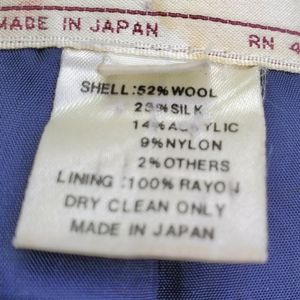 MADE IN JAPAN RN 4
SHELL:52%WOOL
23%SILK
14%ACRYLIC
9%NYLON
2%OTHERS
LINING:100%RAYON
DRY CLEAN ONLY
MADE IN JAPAN